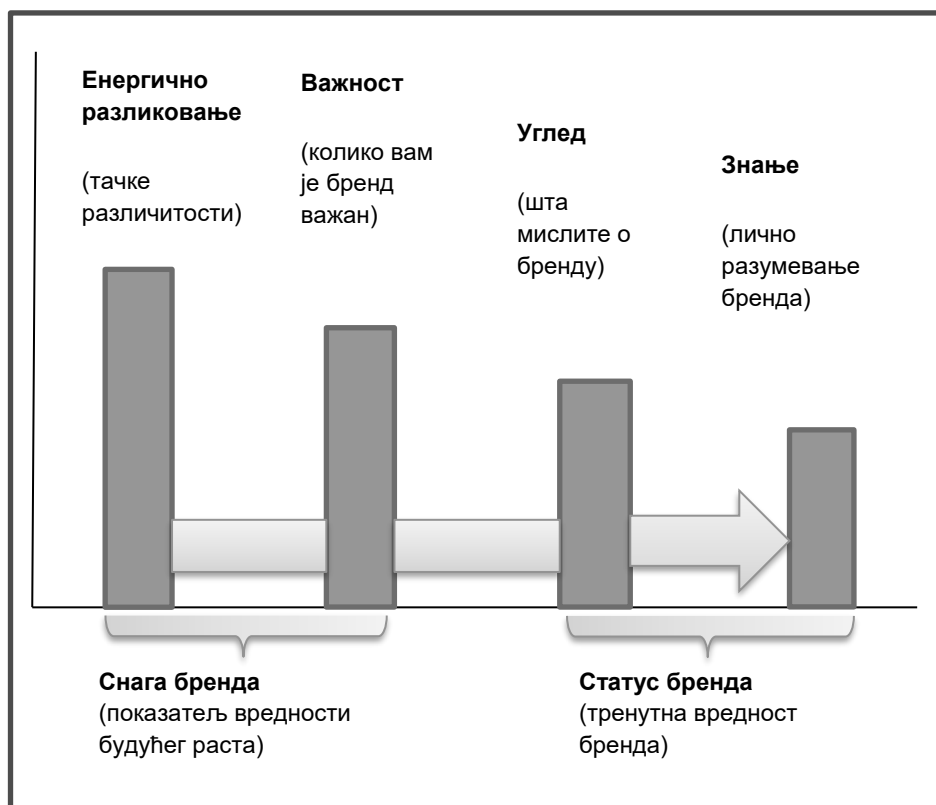 Енергично
разликовање
(тачке
различитости)
Важност
(колико вам
је бренд
важан)
Углед
(шта
мислите о
бренду)
Знање
(лично
разумевање
бренда)
Снага бренда
(показатељ вредности
будућег раста)
Статус бренда
(тренутна вредност
бренда)